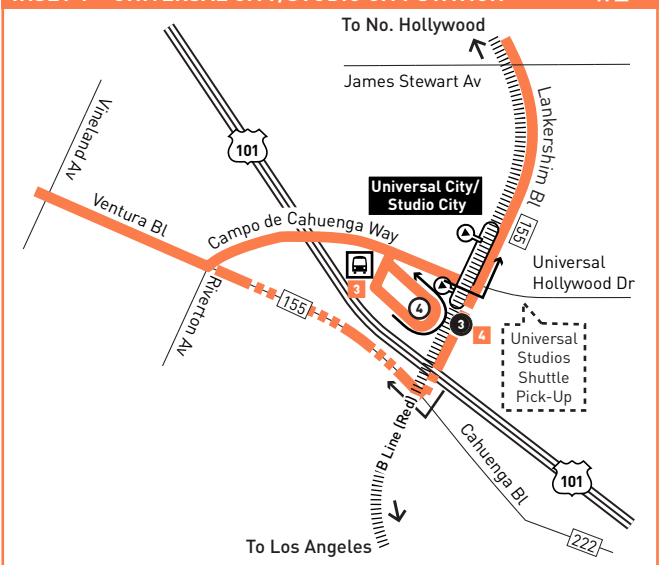 To No. Hollywood
James Stewart Av
Lankershim Bl
Vineland Av
101
Universal City/
Studio City
Ventura Bl
Campo de Cahuenga Way
155
Universal
Hollywood Dr
3
4
Riverton Av
155
3
4
Universal
Studios
Shuttle
Pick-Up
B Line (Red)
Cahuenga Bl
101
222
To Los Angeles